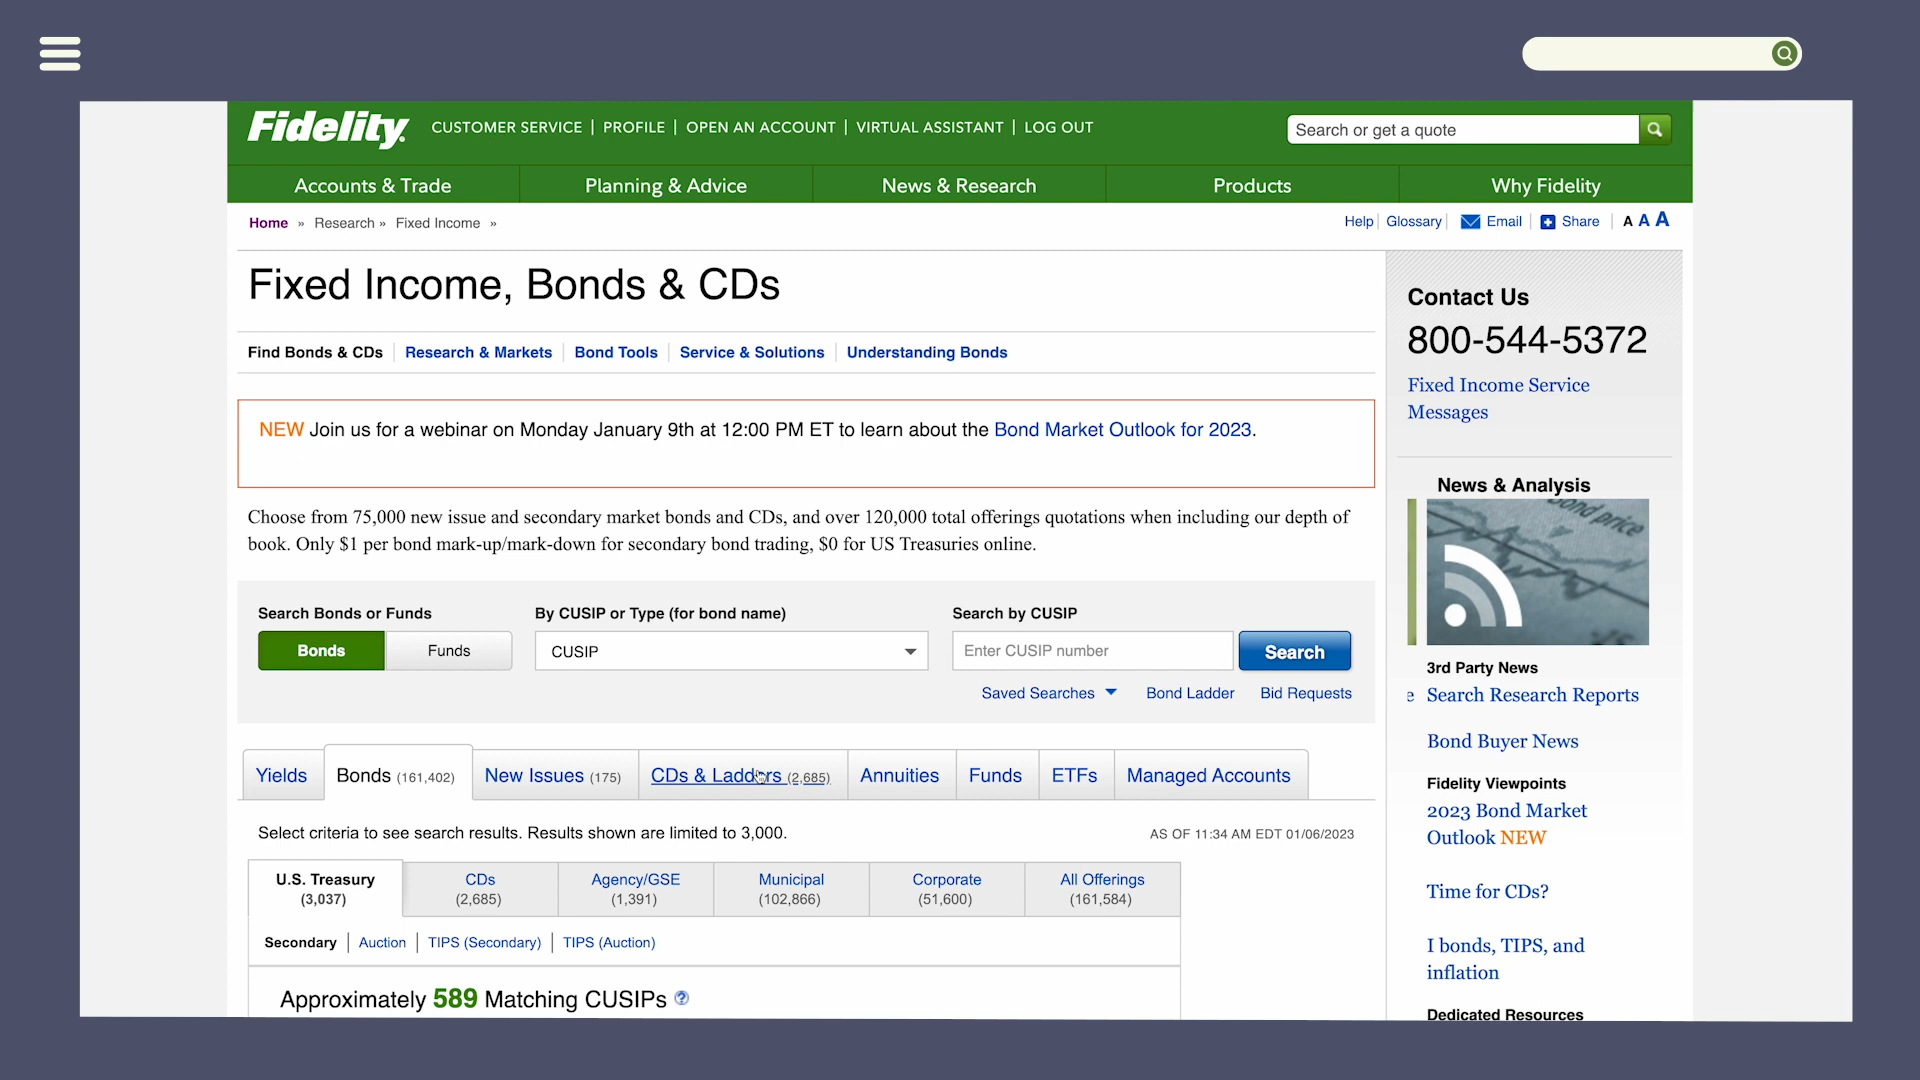 Fidelity
CUSTOMER SERVICE | PROFILE | OPEN AN ACCOUNT | VIRTUAL ASSISTANT | LOG OUT
Search or get a quote
Accounts & Trade Planning & Advice News & Research Products Why Fidelity
Home » Research » Fixed Income »
Help Glossary Email Share A A A
Fixed Income, Bonds & CDs
Find Bonds & CDs Research & Markets Bond Tools Service & Solutions Understanding Bonds
NEW Join us for a webinar on Monday January 9th at 12:00 PM ET to learn about the Bond Market Outlook for 2023.
Choose from 75,000 new issue and secondary market bonds and CDs, and over 120,000 total offerings quotations when including our depth of
book. Only $1 per bond mark-up/mark-down for secondary bond trading, $0 for US Treasuries online.
Search Bonds or Funds By CUSIP or Type (for bond name) Search by CUSIP
Bonds Funds CUSIP Enter CUSIP number Search
Saved Searches Bond Ladder Bid Requests
Yields Bonds (161,402) New Issues (175) CDs & Ladders (2,685) Annuities Funds ETFs Managed Accounts
Select criteria to see search results. Results shown are limited to 3,000.
AS OF 11:34 AM EDT 01/06/2023
U.S. Treasury CDs Agency/GSE Municipal Corporate All Offerings
(3,037) (2,685) (1,391) (102,866) (51,600) (161,584)
Secondary | Auction | TIPS (Secondary) | TIPS (Auction)
Approximately 589 Matching CUSIPs ?
Contact Us
800-544-5372
Fixed Income Service
Messages
News & Analysis
bond price
3rd Party News
e Search Research Reports
Bond Buyer News
Fidelity Viewpoints
2023 Bond Market
Outlook NEW
Time for CDs?
I bonds, TIPS, and
inflation
Dedicated Resources